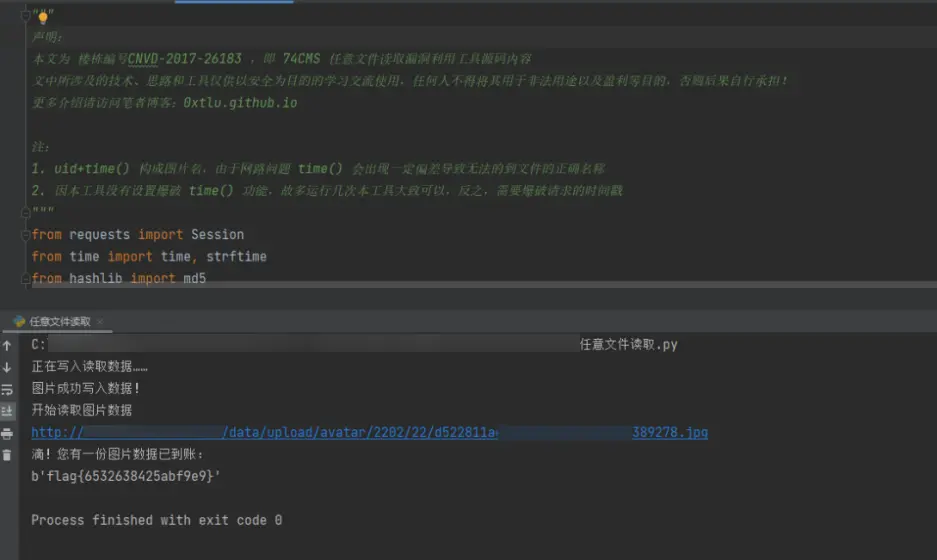 """
声明:
本文为 楼栋编号CNVD-2017-26183 ，即 74CMS 任意文件读取漏洞利用工具源码内容
文中所涉及的技术、思路和工具仅供以安全为目的的学习交流使用，任何人不得将其用于非法用途以及盈利等目的，否则后果自行承担！
更多介绍请访问笔者博客：0xtlu.github.io
注：
1. uid+time() 构成图片名，由于网路问题 time() 会出现一定偏差导致无法的到文件的正确名称
2. 因本工具没有设置爆破 time() 功能，故多运行几次本工具大致可以，反之，需要爆破请求的时间戳
"""
from requests import Session
from time import time, strftime
from hashlib import md5
任意文件读取 ×
C: 任意文件读取.py
正在写入读取数据……
图片成功写入数据！
开始读取图片数据
http:// /data/upload/avatar/2202/22/d522811a 389278.jpg
滴！您有一份图片数据已到账：
b'flag{6532638425abf9e9}'
Process finished with exit code 0